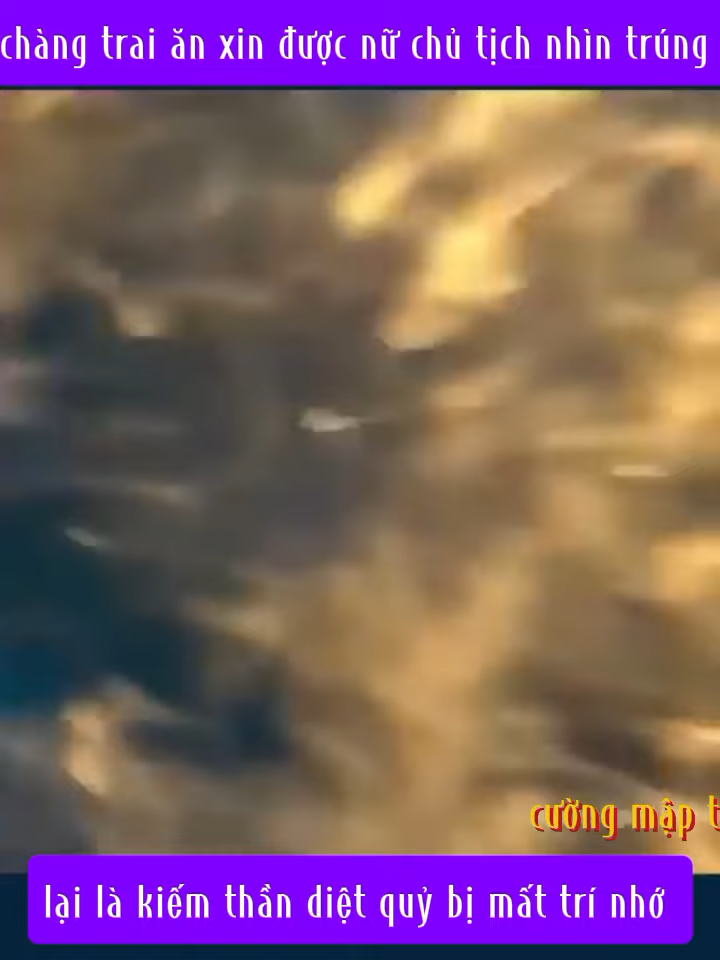 chàng trai ăn xin được nữ chủ tịch nhìn trúng
cường mập
lại là kiếm thần diệt quỷ bị mất trí nhớ